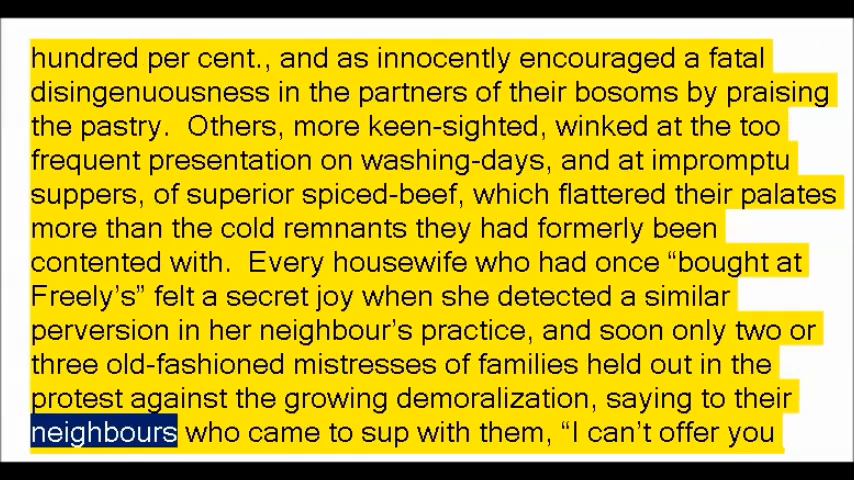 hundred per cent., and as innocently encouraged a fatal
disingenuousness in the partners of their bosoms by praising
the pastry.  Others, more keen-sighted, winked at the too
frequent presentation on washing-days, and at impromptu
suppers, of superior spiced-beef, which flattered their palates
more than the cold remnants they had formerly been
contented with.  Every housewife who had once “bought at
Freely’s” felt a secret joy when she detected a similar
perversion in her neighbour’s practice, and soon only two or
three old-fashioned mistresses of families held out in the
protest against the growing demoralization, saying to their
neighbours who came to sup with them, “I can’t offer you